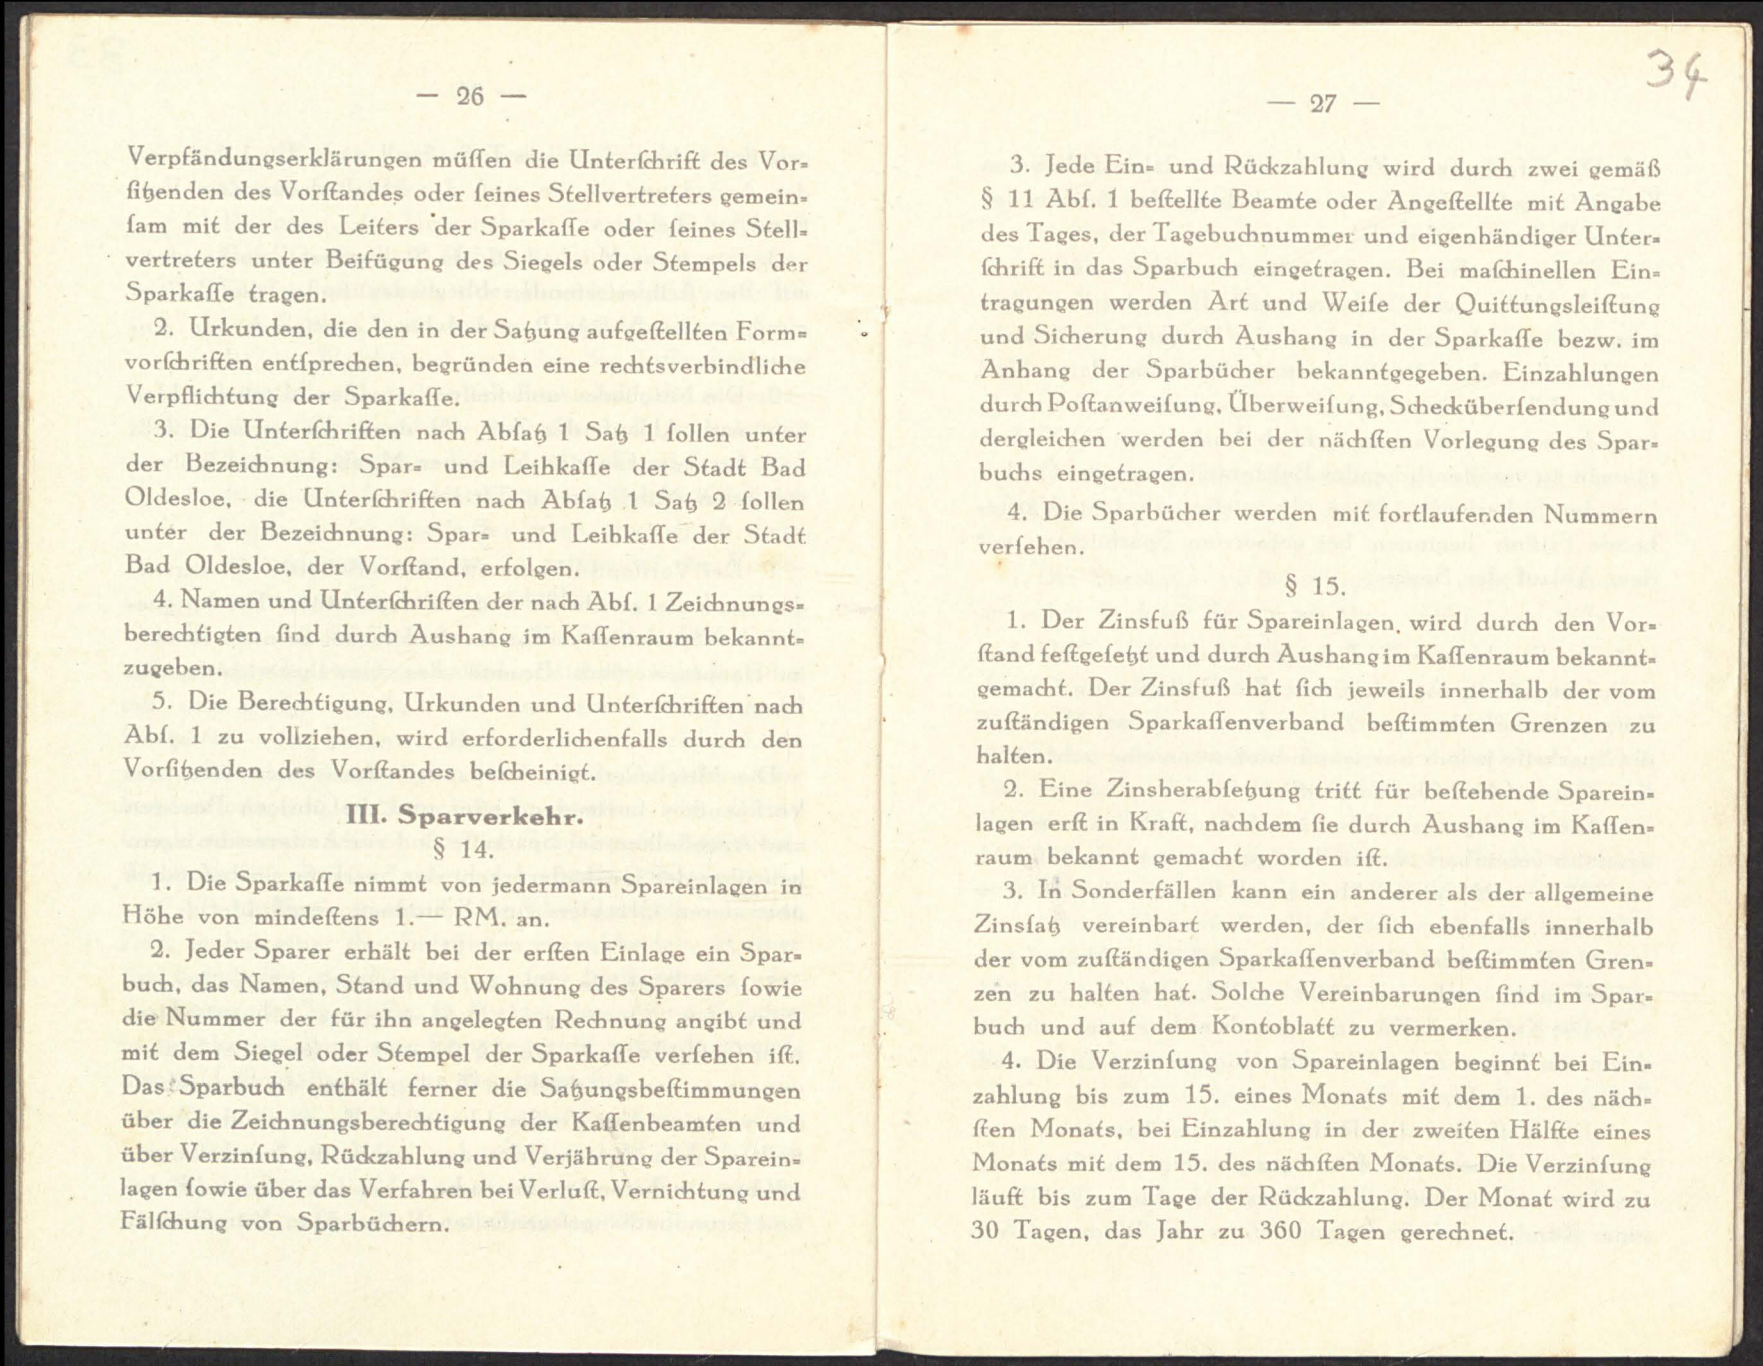 — 26 —
Verpfändungserklärungen müſſen die Unterſchrift des Vor=
ſitzenden des Vorſtandes oder ſeines Stellvertreters gemein=
ſam mit der des Leiters der Sparkaſſe oder ſeines Stell=
vertreters unter Beifügung des Siegels oder Stempels der
Sparkaſſe tragen.
2. Urkunden, die den in der Satzung aufgeſtellten Form=
vorſchriften entſprechen, begründen eine rechtsverbindliche
Verpflichtung der Sparkaſſe.
3. Die Unterſchriften nach Abſatz 1 Satz 1 ſollen unter
der Bezeichnung: Spar= und Leihkaſſe der Stadt Bad
Oldesloe, die Unterſchriften nach Abſatz 1 Satz 2 ſollen
unter der Bezeichnung: Spar= und Leihkaſſe der Stadt
Bad Oldesloe, der Vorſtand, erfolgen.
4. Namen und Unterſchriften der nach Abſ. 1 Zeichnungs=
berechtigten ſind durch Aushang im Kaſſenraum bekannt=
zugeben.
5. Die Berechtigung, Urkunden und Unterſchriften nach
Abſ. 1 zu vollziehen, wird erforderlichenfalls durch den
Vorſitzenden des Vorſtandes beſcheinigt.
III. Sparverkehr.
§ 14.
1. Die Sparkaſſe nimmt von jedermann Spareinlagen in
Höhe von mindeſtens 1.— RM. an.
2. Jeder Sparer erhält bei der erſten Einlage ein Spar=
buch, das Namen, Stand und Wohnung des Sparers ſowie
die Nummer der für ihn angelegten Rechnung angibt und
mit dem Siegel oder Stempel der Sparkaſſe verſehen iſt.
Das Sparbuch enthält ferner die Satzungsbeſtimmungen
über die Zeichnungsberechtigung der Kaſſenbeamten und
über Verzinſung, Rückzahlung und Verjährung der Sparein=
lagen ſowie über das Verfahren bei Verluſt, Vernichtung und
Fälſchung von Sparbüchern.
34
— 27 —
3. Jede Ein= und Rückzahlung wird durch zwei gemäß
§ 11 Abſ. 1 beſtellte Beamte oder Angeſtellte mit Angabe
des Tages, der Tagebuchnummer und eigenhändiger Unter=
ſchrift in das Sparbuch eingetragen. Bei maſchinellen Ein=
tragungen werden Art und Weiſe der Quittungsleiſtung
und Sicherung durch Aushang in der Sparkaſſe bezw. im
Anhang der Sparbücher bekanntgegeben. Einzahlungen
durch Poſtanweiſung, Überweiſung, Schecküberſendung und
dergleichen werden bei der nächſten Vorlegung des Spar=
buchs eingetragen.
4. Die Sparbücher werden mit fortlaufenden Nummern
verſehen.
§ 15.
1. Der Zinsfuß für Spareinlagen wird durch den Vor=
ſtand feſtgeſetzt und durch Aushang im Kaſſenraum bekannt=
gemacht. Der Zinsfuß hat ſich jeweils innerhalb der vom
zuſtändigen Sparkaſſenverband beſtimmten Grenzen zu
halten.
2. Eine Zinsherabſetzung tritt für beſtehende Sparein=
lagen erſt in Kraft, nachdem ſie durch Aushang im Kaſſen=
raum bekannt gemacht worden iſt.
3. In Sonderfällen kann ein anderer als der allgemeine
Zinsſatz vereinbart werden, der ſich ebenfalls innerhalb
der vom zuſtändigen Sparkaſſenverband beſtimmten Gren=
zen zu halten hat. Solche Vereinbarungen ſind im Spar=
buch und auf dem Kontoblatt zu vermerken.
4. Die Verzinſung von Spareinlagen beginnt bei Ein=
zahlung bis zum 15. eines Monats mit dem 1. des näch=
ſten Monats, bei Einzahlung in der zweiten Hälfte eines
Monats mit dem 15. des nächſten Monats. Die Verzinſung
läuft bis zum Tage der Rückzahlung. Der Monat wird zu
30 Tagen, das Jahr zu 360 Tagen gerechnet.